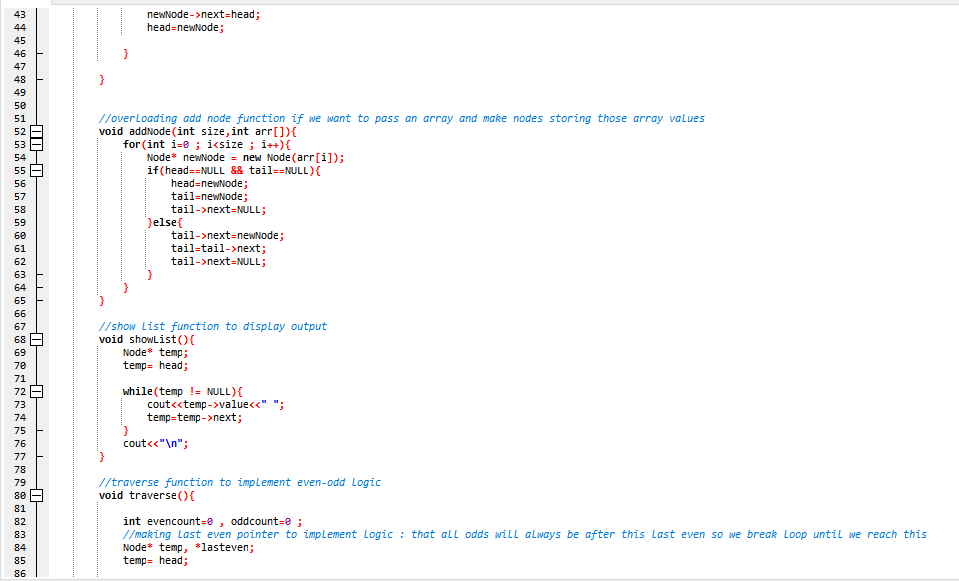 43 newNode->next=head;
44 head=newNode;
45
46 }
47
48 }
49
50
51 //overloading add node function if we want to pass an array and make nodes storing those array values
52 void addNode(int size,int arr[]){
53 for(int i=0 ; i<size ; i++){
54 Node* newNode = new Node(arr[i]);
55 if(head==NULL && tail==NULL){
56 head=newNode;
57 tail=newNode;
58 tail->next=NULL;
59 }else{
60 tail->next=newNode;
61 tail=tail->next;
62 tail->next=NULL;
63 }
64 }
65 }
66
67 //show list function to display output
68 void showList(){
69 Node* temp;
70 temp= head;
71
72 while(temp != NULL){
73 cout<<temp->value<<" ";
74 temp=temp->next;
75 }
76 cout<<"\n";
77 }
78
79 //traverse function to implement even-odd logic
80 void traverse(){
81
82 int evencount=0 , oddcount=0 ;
83 //making last even pointer to implement logic : that all odds will always be after this last even so we break loop until we reach this
84 Node* temp, *lasteven;
85 temp= head;
86